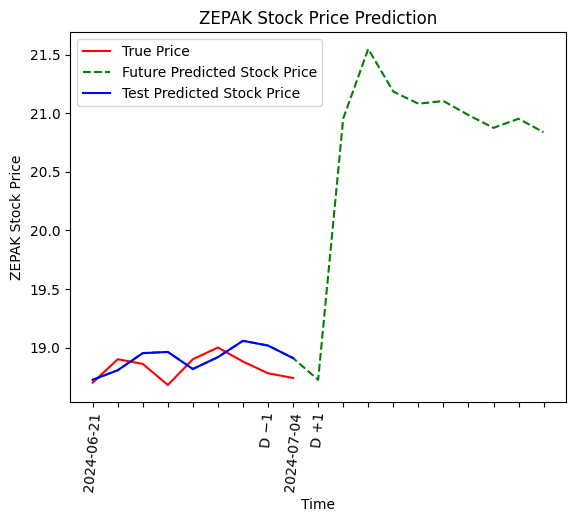 ZEPAK Stock Price Prediction
True Price
Future Predicted Stock Price
Test Predicted Stock Price
ZEPAK Stock Price
21.5
21.0
20.5
20.0
19.5
19.0
2024-06-21
D −1
2024-07-04
D +1
Time